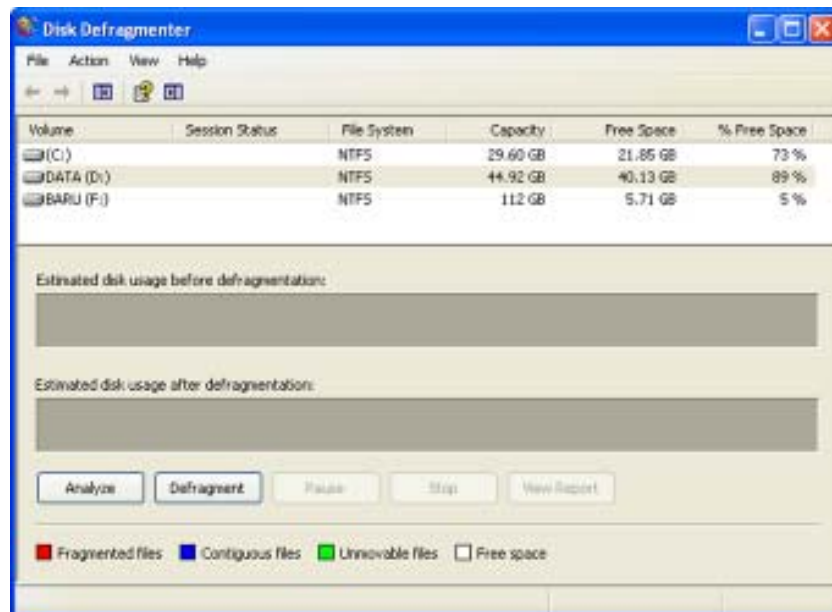 Disk Defragmenter
File Action View Help
Volume Session Status File System Capacity Free Space % Free Space
(C:) NTFS 29.60 GB 21.85 GB 73 %
DATA (D:) NTFS 44.92 GB 40.13 GB 89 %
BARU (F:) NTFS 112 GB 5.71 GB 5 %
Estimated disk usage before defragmentation:
Estimated disk usage after defragmentation:
Analyze Defragment Pause Stop View Report
Fragmented files Contiguous files Unmovable files Free space